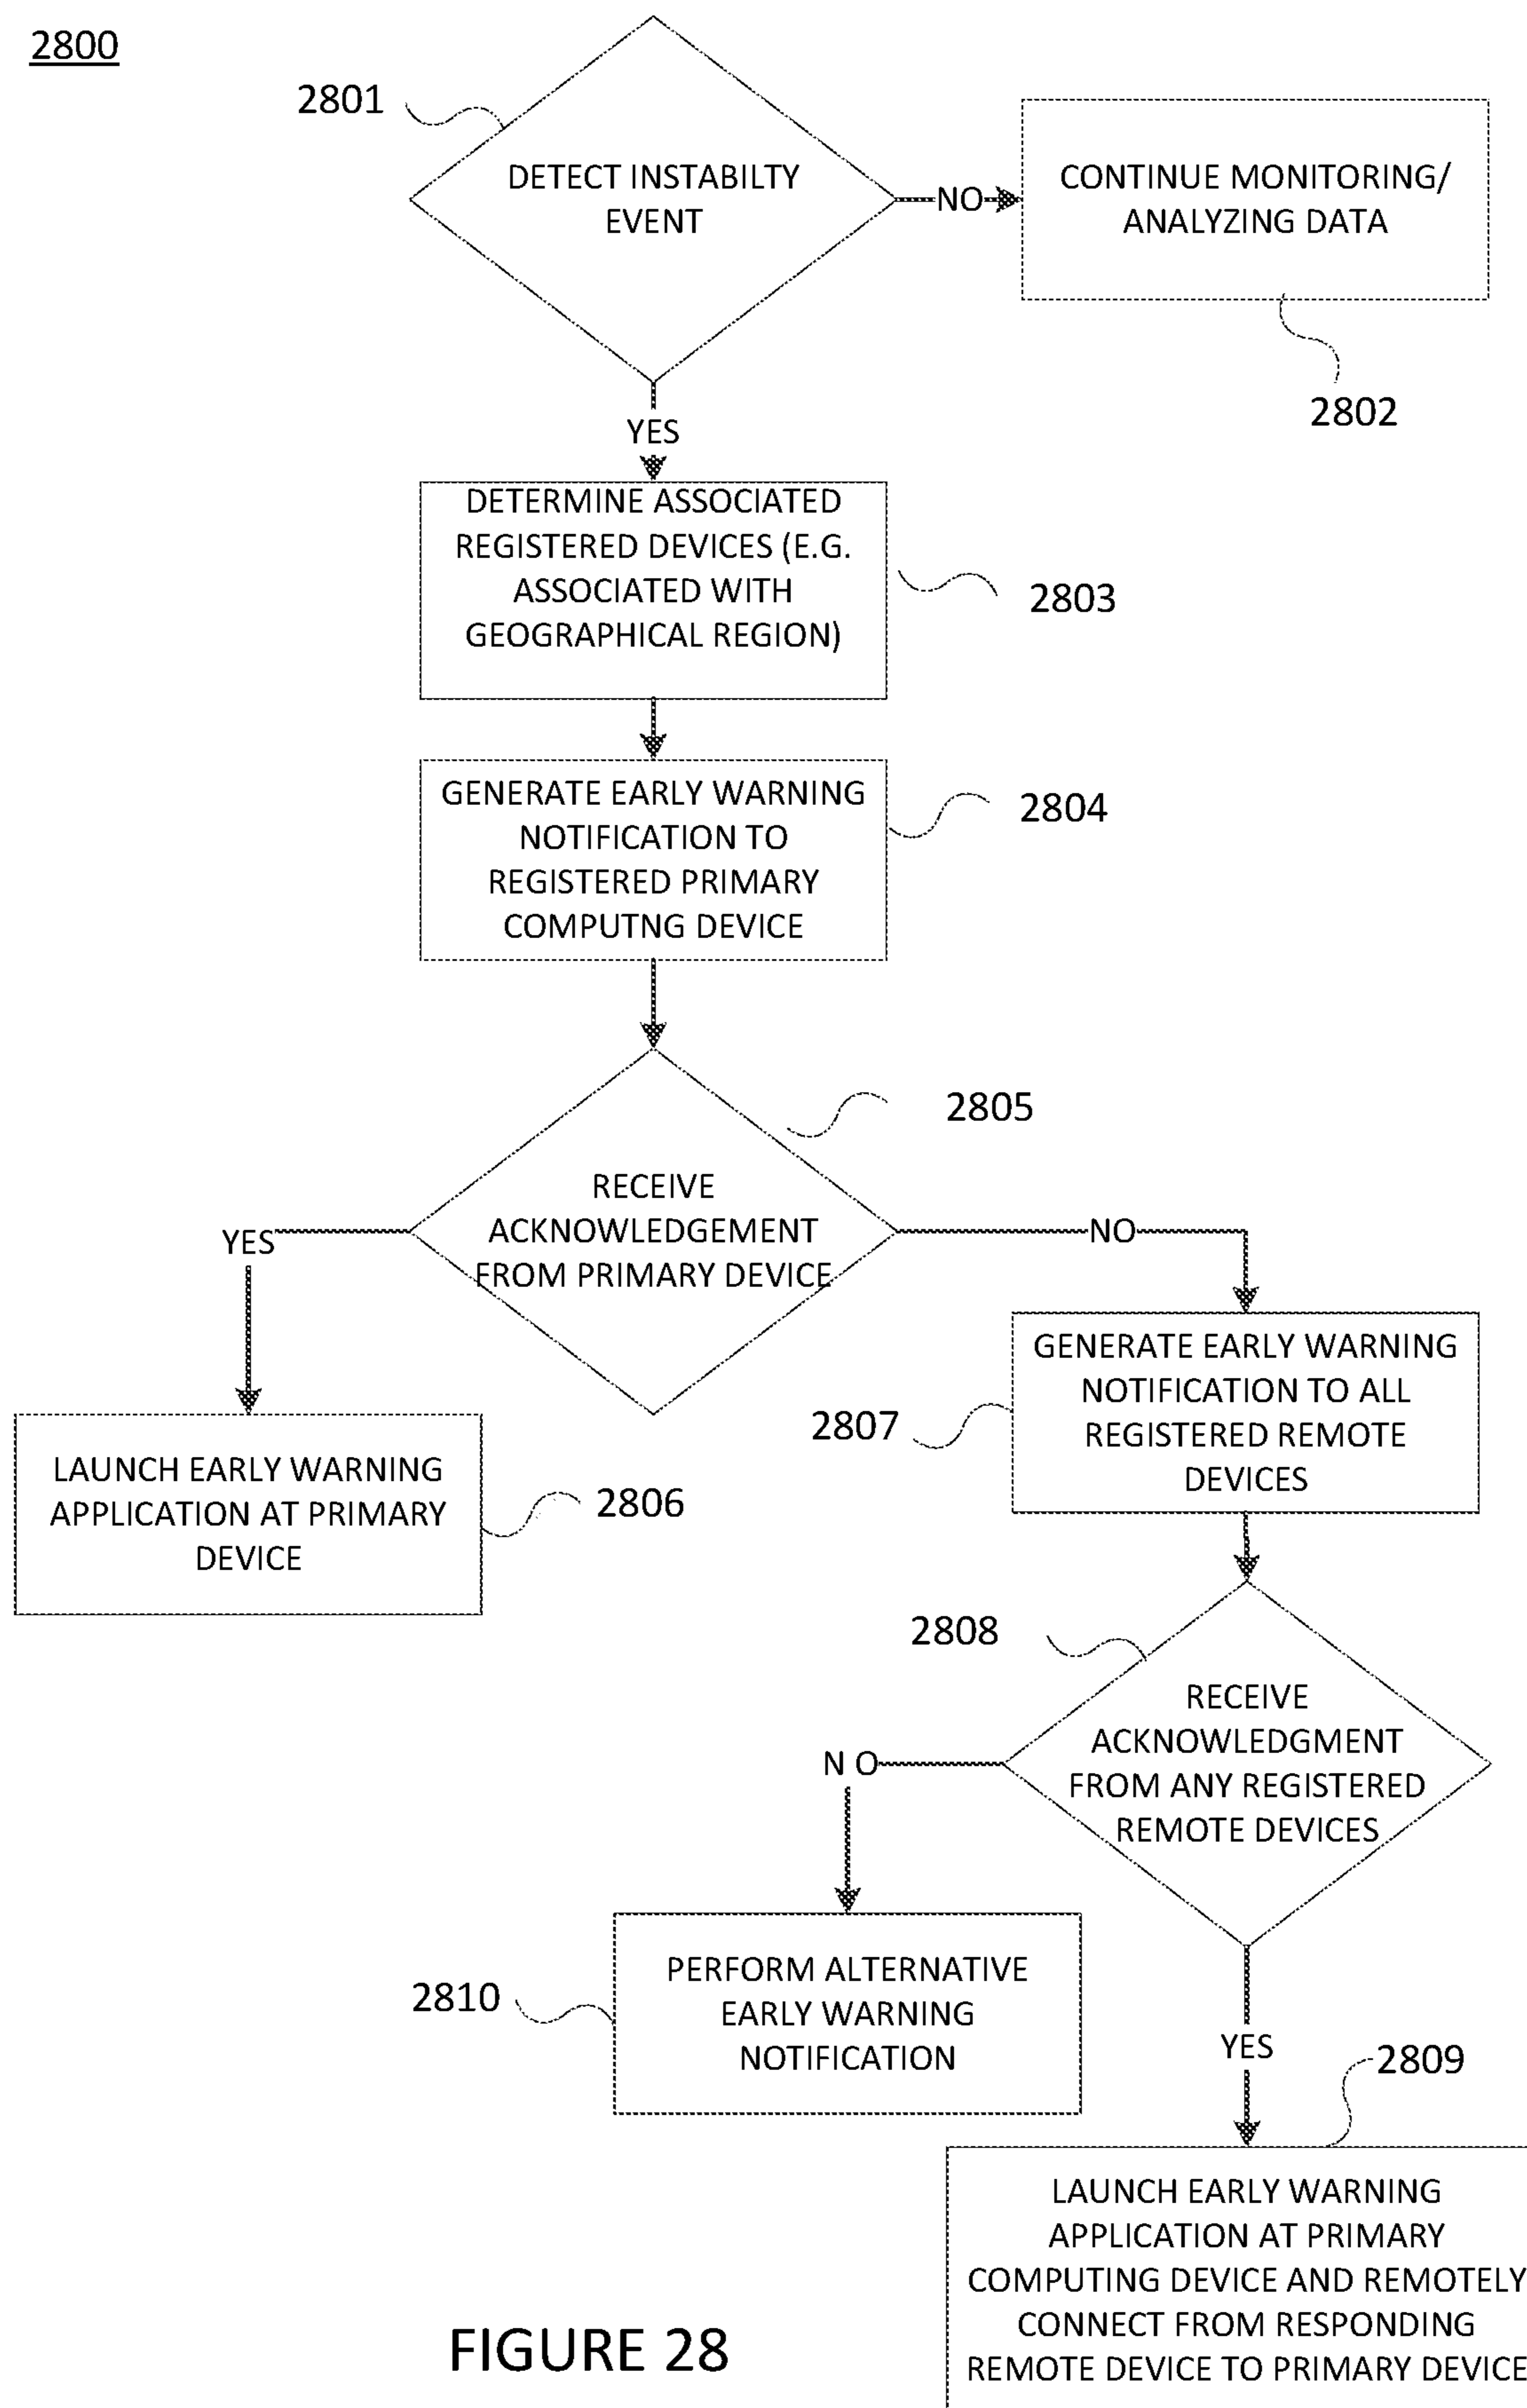 2800
2801
DETECT INSTABILTY
EVENT
NO
CONTINUE MONITORING/
ANALYZING DATA
2802
YES
DETERMINE ASSOCIATED
REGISTERED DEVICES (E.G.
ASSOCIATED WITH
GEOGRAPHICAL REGION)
2803
GENERATE EARLY WARNING
NOTIFICATION TO
REGISTERED PRIMARY
COMPUTNG DEVICE
2804
2805
RECEIVE
ACKNOWLEDGEMENT
FROM PRIMARY DEVICE
YES
NO
LAUNCH EARLY WARNING
APPLICATION AT PRIMARY
DEVICE
2806
2807
GENERATE EARLY WARNING
NOTIFICATION TO ALL
REGISTERED REMOTE
DEVICES
2808
RECEIVE
ACKNOWLEDGMENT
FROM ANY REGISTERED
REMOTE DEVICES
N O
2810
PERFORM ALTERNATIVE
EARLY WARNING
NOTIFICATION
YES
2809
LAUNCH EARLY WARNING
APPLICATION AT PRIMARY
COMPUTING DEVICE AND REMOTELY
CONNECT FROM RESPONDING
REMOTE DEVICE TO PRIMARY DEVICE
FIGURE 28